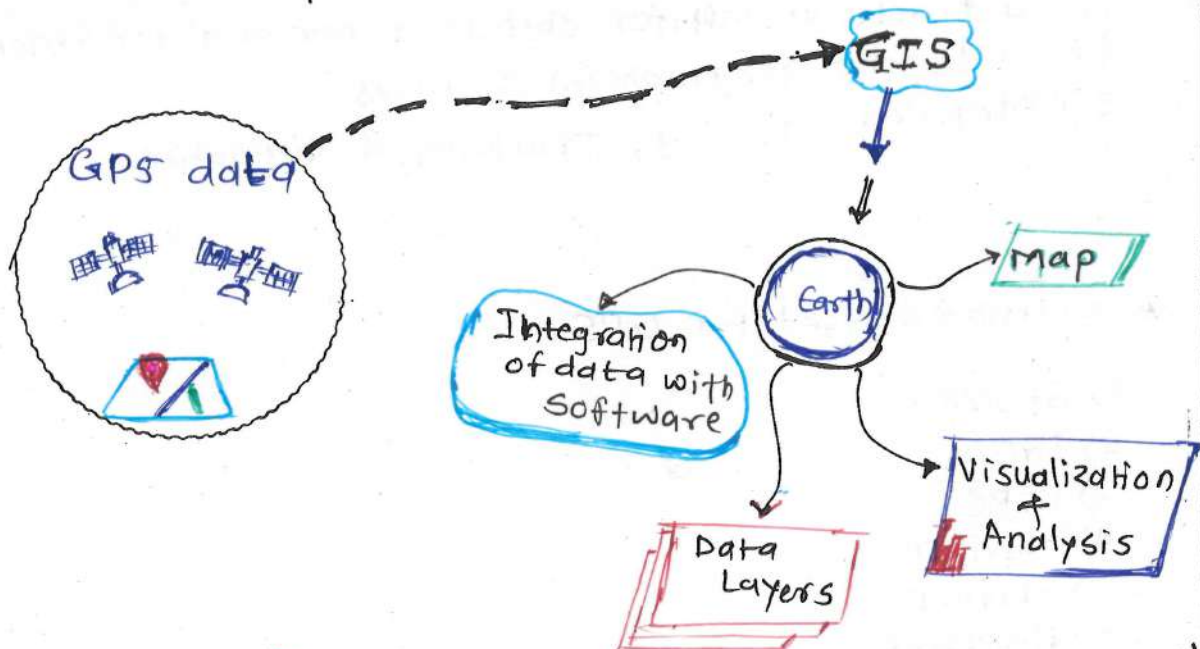 GIS
GPS data
Map
Earth
Integration
of data with
Software
Visualization
&
Analysis
Data
Layers